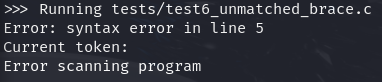 >>> Running tests/test6_unmatched_brace.c
Error: syntax error in line 5
Current token:
Error scanning program